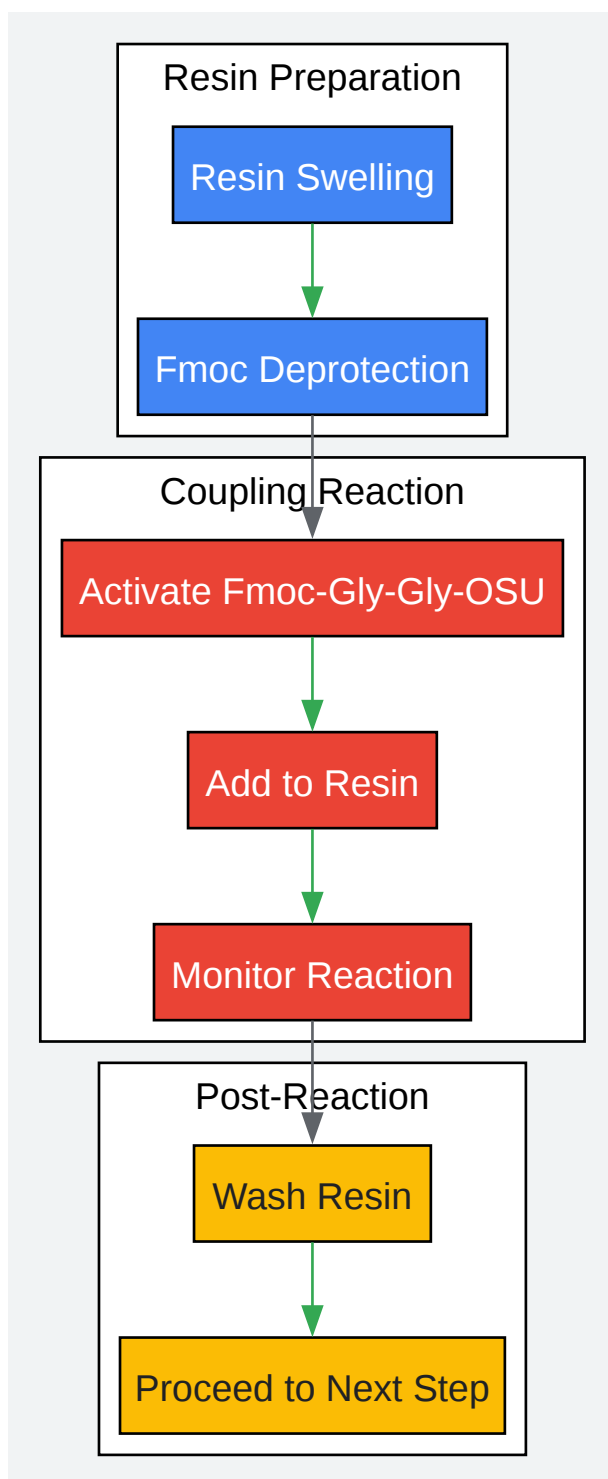 Resin Preparation
Resin Swelling
Fmoc Deprotection
Coupling Reaction
Activate Fmoc-Gly-Gly-OSU
Add to Resin
Monitor Reaction
Post-Reaction
Wash Resin
Proceed to Next Step